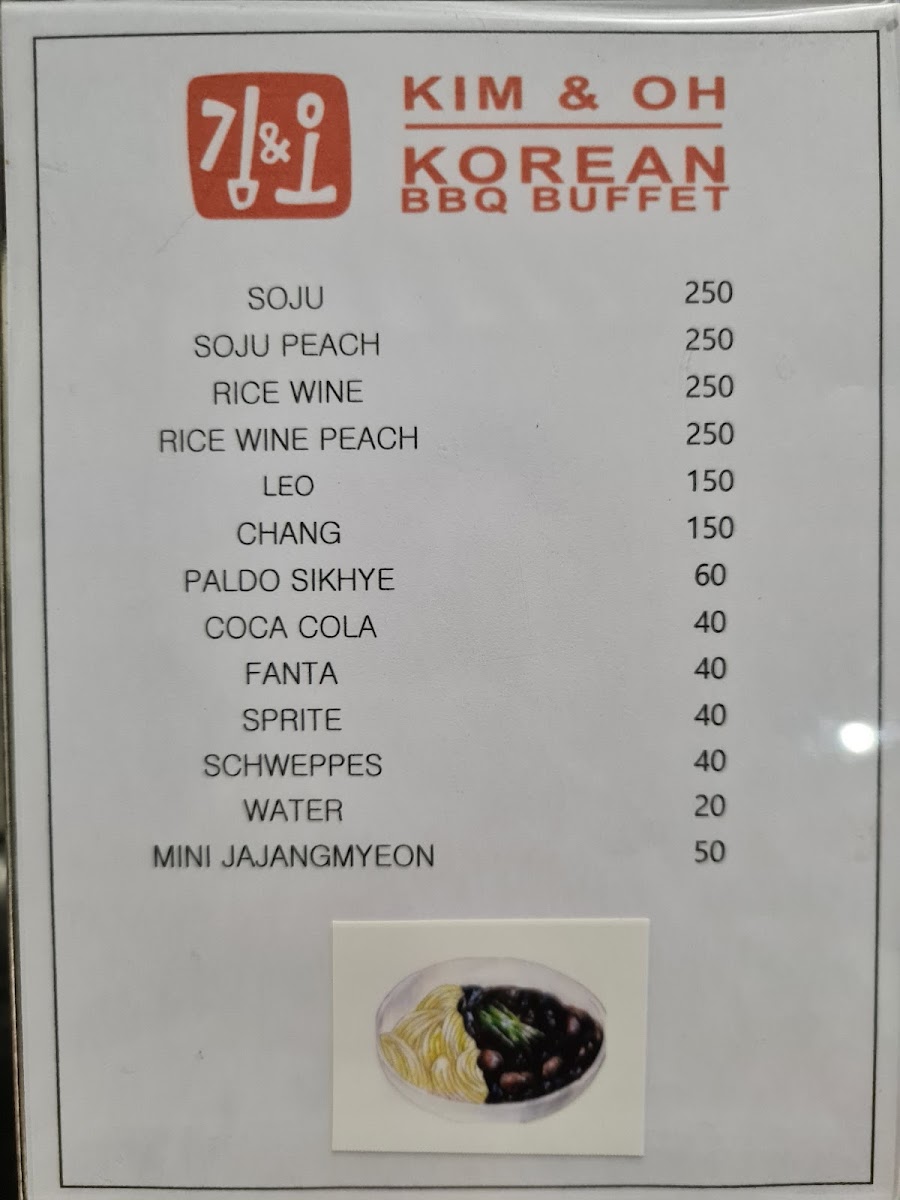 기&오
KIM & OH
KOREAN
BBQ BUFFET
SOJU 250
SOJU PEACH 250
RICE WINE 250
RICE WINE PEACH 250
LEO 150
CHANG 150
PALDO SIKHYE 60
COCA COLA 40
FANTA 40
SPRITE 40
SCHWEPPES 40
WATER 20
MINI JAJANGMYEON 50